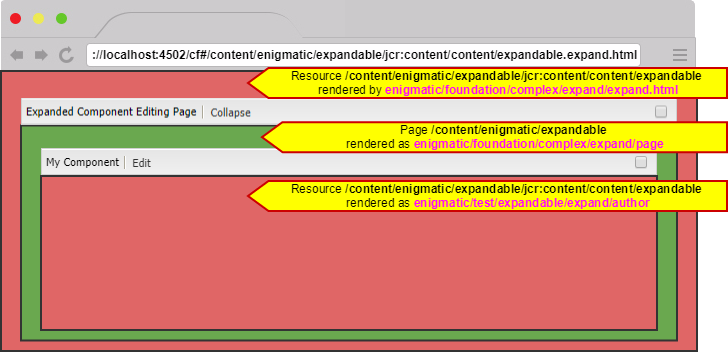 ://localhost:4502/cf#/content/enigmatic/expandable/jcr:content/content/expandable.expand.html
Resource /content/enigmatic/expandable/jcr:content/content/expandable
rendered by enigmatic/foundation/complex/expand/expand.html
Expanded Component Editing Page | Collapse
Page /content/enigmatic/expandable
rendered as enigmatic/foundation/complex/expand/page
My Component | Edit
Resource /content/enigmatic/expandable/jcr:content/content/expandable
rendered as enigmatic/test/expandable/expand/author